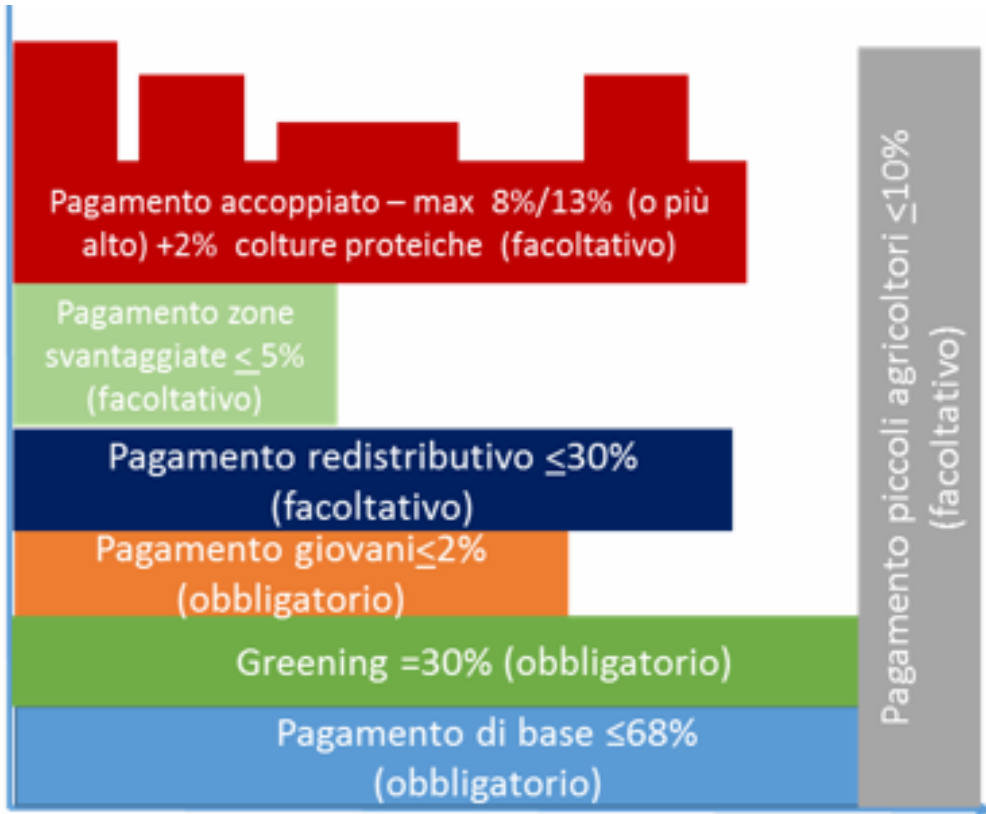 Pagamento accoppiato – max 8%/13% (o più
alto) +2% colture proteiche (facoltativo)
Pagamento zone
svantaggiate ≤ 5%
(facoltativo)
Pagamento redistributivo ≤30%
(facoltativo)
Pagamento giovani≤2%
(obbligatorio)
Greening =30% (obbligatorio)
Pagamento di base ≤68%
(obbligatorio)
Pagamento piccoli agricoltori ≤10%
(facoltativo)